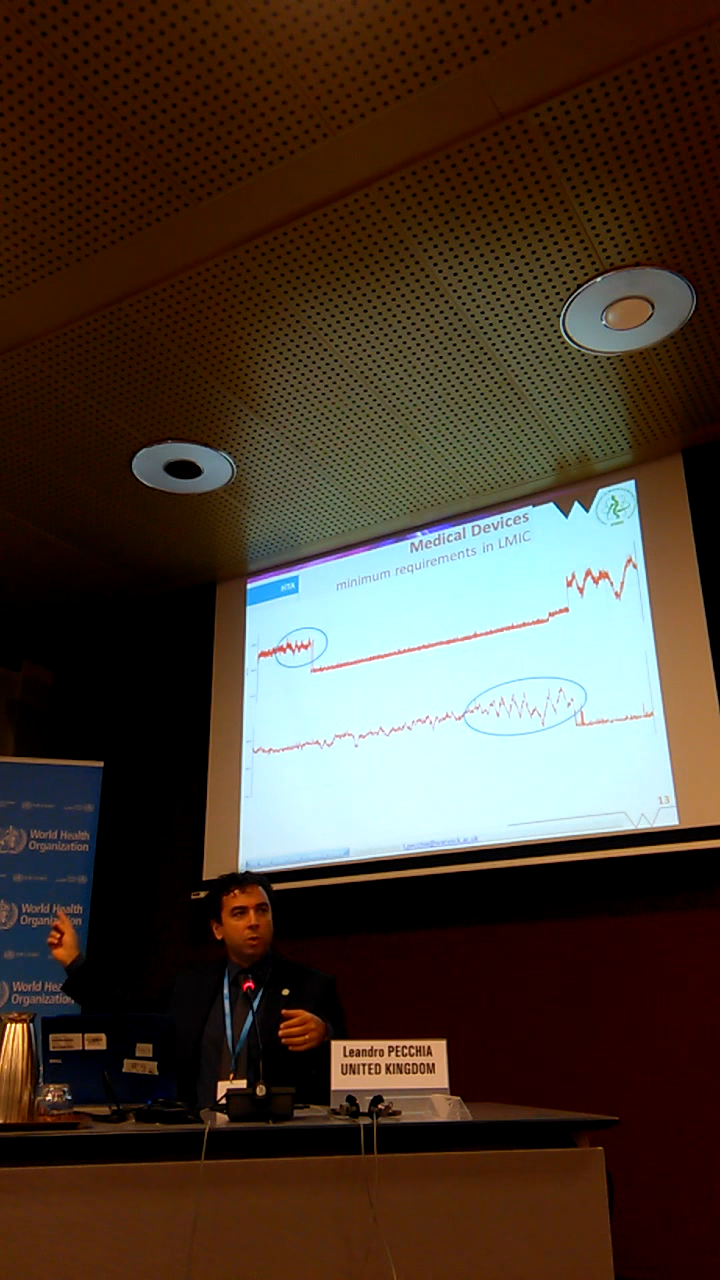 Medical Devices
minimum requirements in LMIC
HTA
13
World Health
Organization
World Health
Organization
World Hea
Organization
Leandro PECCHIA
UNITED KINGDOM